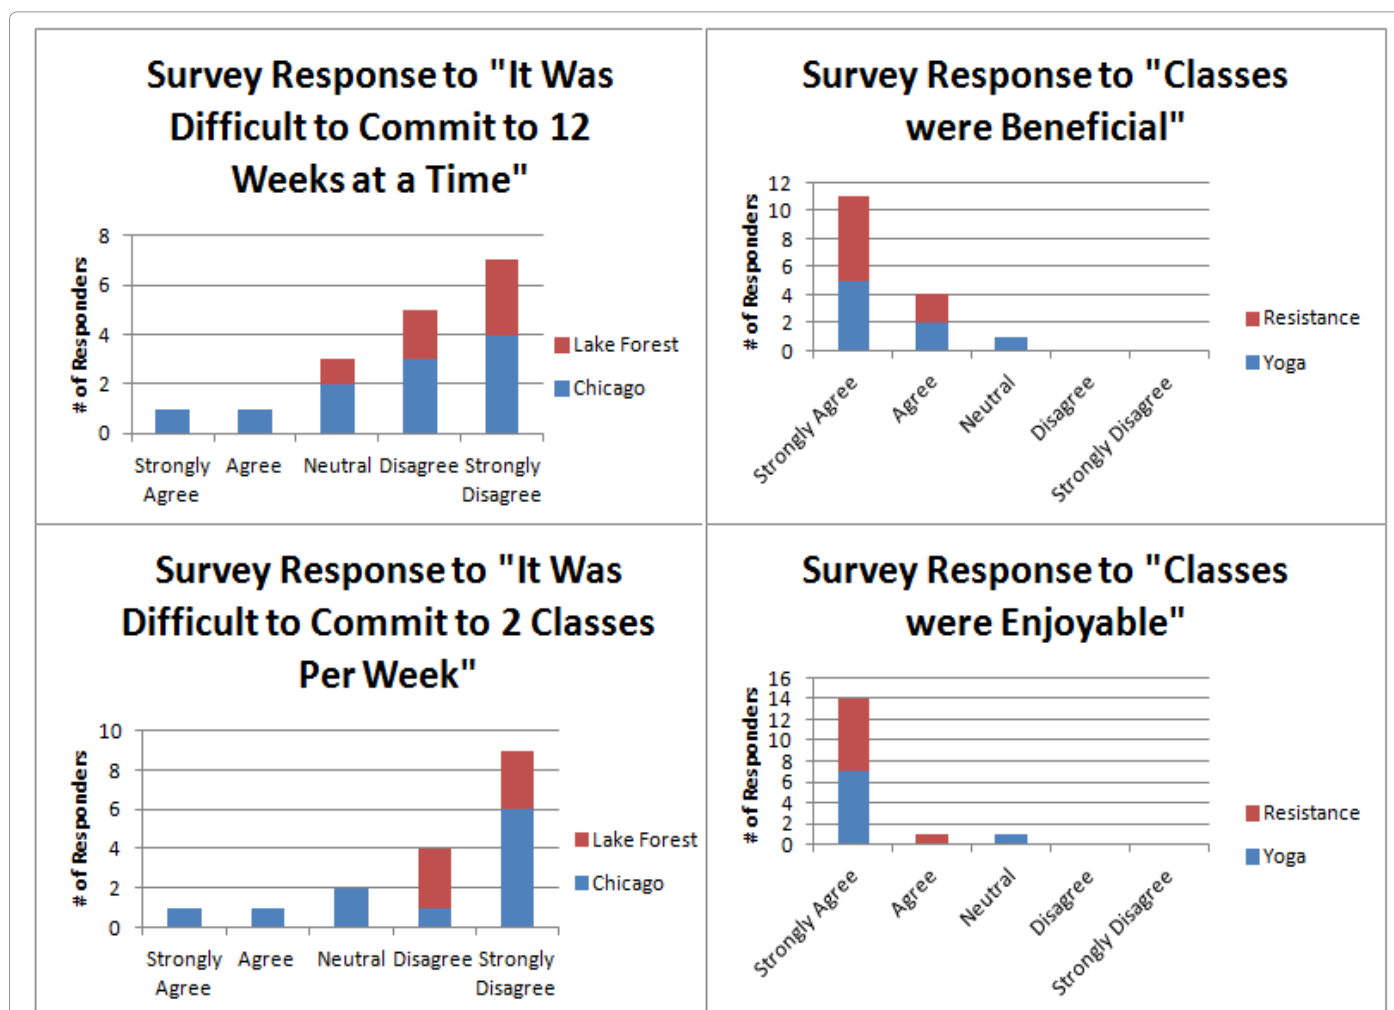 Survey Response to "It Was
Difficult to Commit to 12
Weeks at a Time"
# of Responders
8
6
4
2
0
Strongly Agree
Agree
Neutral
Disagree
Strongly Disagree
Lake Forest
Chicago
Survey Response to "Classes
were Beneficial"
# of Responders
12
10
8
6
4
2
0
Strongly Agree
Agree
Neutral
Disagree
Strongly Disagree
Resistance
Yoga
Survey Response to "It Was
Difficult to Commit to 2 Classes
Per Week"
# of Responders
10
8
6
4
2
0
Strongly Agree
Agree
Neutral
Disagree
Strongly Disagree
Lake Forest
Chicago
Survey Response to "Classes
were Enjoyable"
# of Responders
16
14
12
10
8
6
4
2
0
Strongly Agree
Agree
Neutral
Disagree
Strongly Disagree
Resistance
Yoga